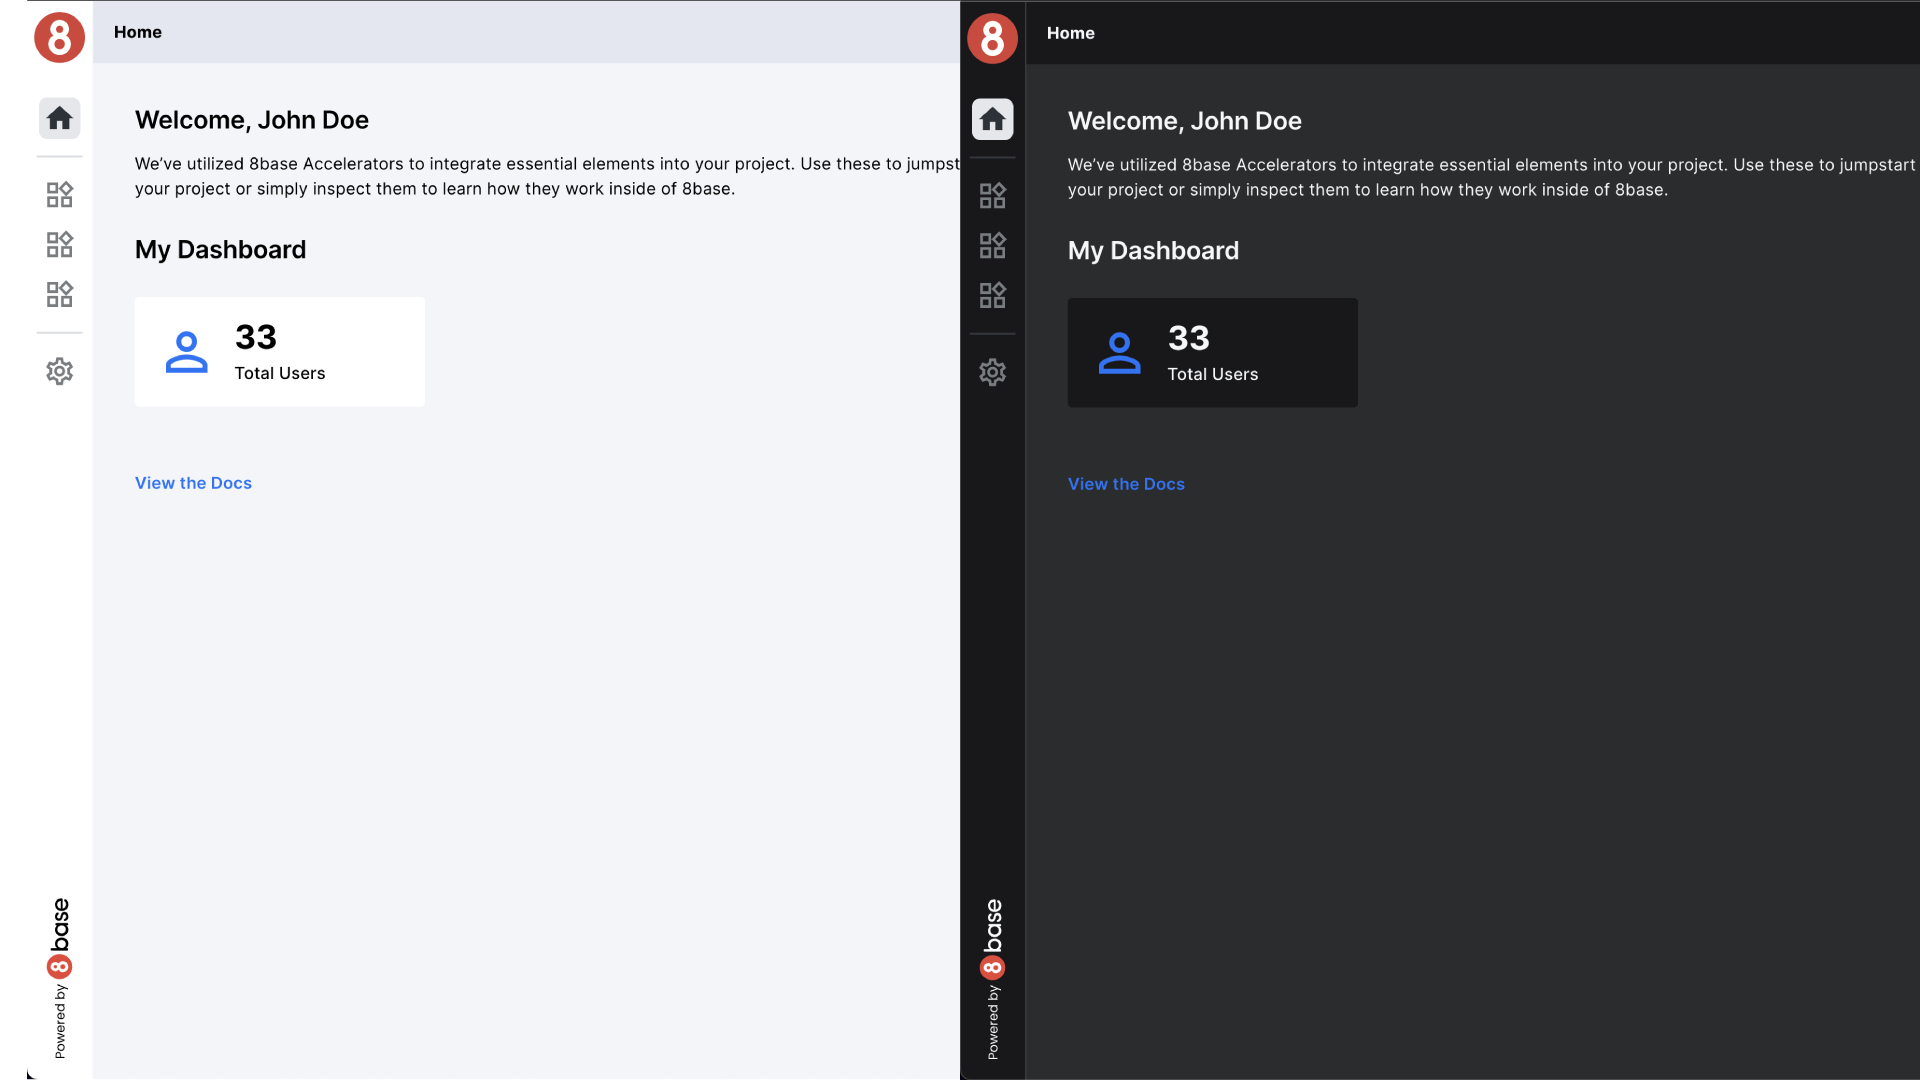 8
Home
Welcome, John Doe
We’ve utilized 8base Accelerators to integrate essential elements into your project. Use these to jumpst
your project or simply inspect them to learn how they work inside of 8base.
My Dashboard
33
Total Users
View the Docs
Powered by 8base
8
Home
Welcome, John Doe
We’ve utilized 8base Accelerators to integrate essential elements into your project. Use these to jumpstart
your project or simply inspect them to learn how they work inside of 8base.
My Dashboard
33
Total Users
View the Docs
Powered by 8base